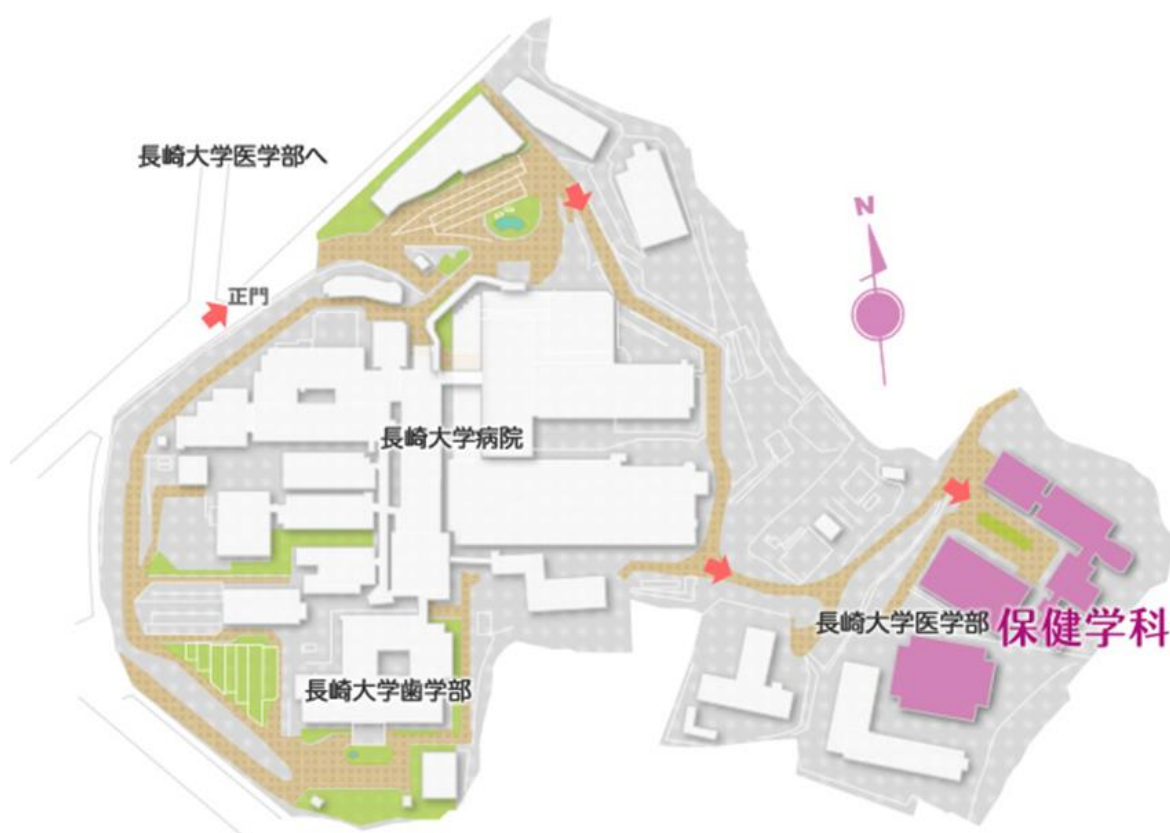 長崎大学医学部へ
N
正門
長崎大学病院
長崎大学医学部 保健学科
長崎大学歯学部